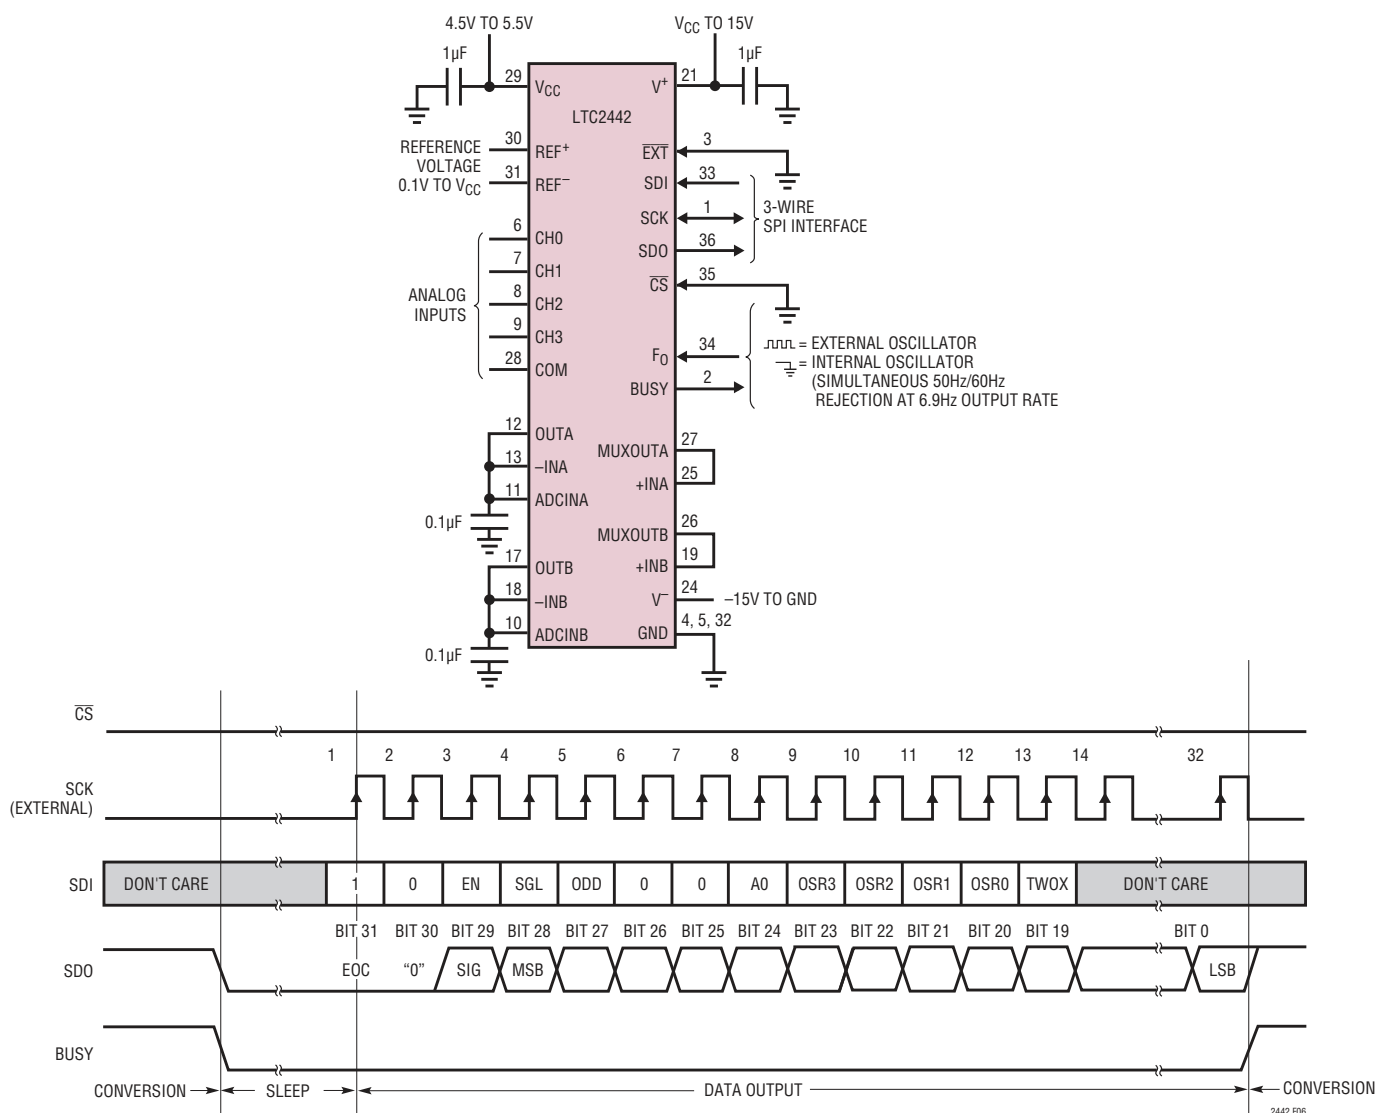 4.5V TO 5.5V
VCC TO 15V
1µF
1µF
29
VCC
V+
21
LTC2442
REFERENCE
VOLTAGE
0.1V TO VCC
30
REF+
31
REF–
EXT
3
SDI
33
SCK
1
SDO
36
3-WIRE
SPI INTERFACE
CS
35
ANALOG
INPUTS
6
CH0
7
CH1
8
CH2
9
CH3
28
COM
FO
34
BUSY
2
= EXTERNAL OSCILLATOR
= INTERNAL OSCILLATOR
(SIMULTANEOUS 50Hz/60Hz
REJECTION AT 6.9Hz OUTPUT RATE
12
OUTA
13
–INA
11
ADCINA
0.1µF
MUXOUTA
27
+INA
25
17
OUTB
18
–INB
10
ADCINB
0.1µF
MUXOUTB
26
+INB
19
V–
24
–15V TO GND
GND
4, 5, 32
CS
1 2 3 4 5 6 7 8 9 10 11 12 13 14 32
SCK
(EXTERNAL)
SDI DON'T CARE 1 0 EN SGL ODD 0 0 A0 OSR3 OSR2 OSR1 OSR0 TWOX DON'T CARE
BIT 31 BIT 30 BIT 29 BIT 28 BIT 27 BIT 26 BIT 25 BIT 24 BIT 23 BIT 22 BIT 21 BIT 20 BIT 19 BIT 0
SDO EOC “0” SIG MSB LSB
BUSY
CONVERSION SLEEP DATA OUTPUT CONVERSION
2442 F06